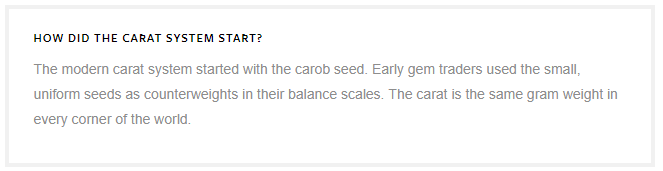 HOW DID THE CARAT SYSTEM START?
The modern carat system started with the carob seed. Early gem traders used the small,
uniform seeds as counterweights in their balance scales. The carat is the same gram weight in
every corner of the world.